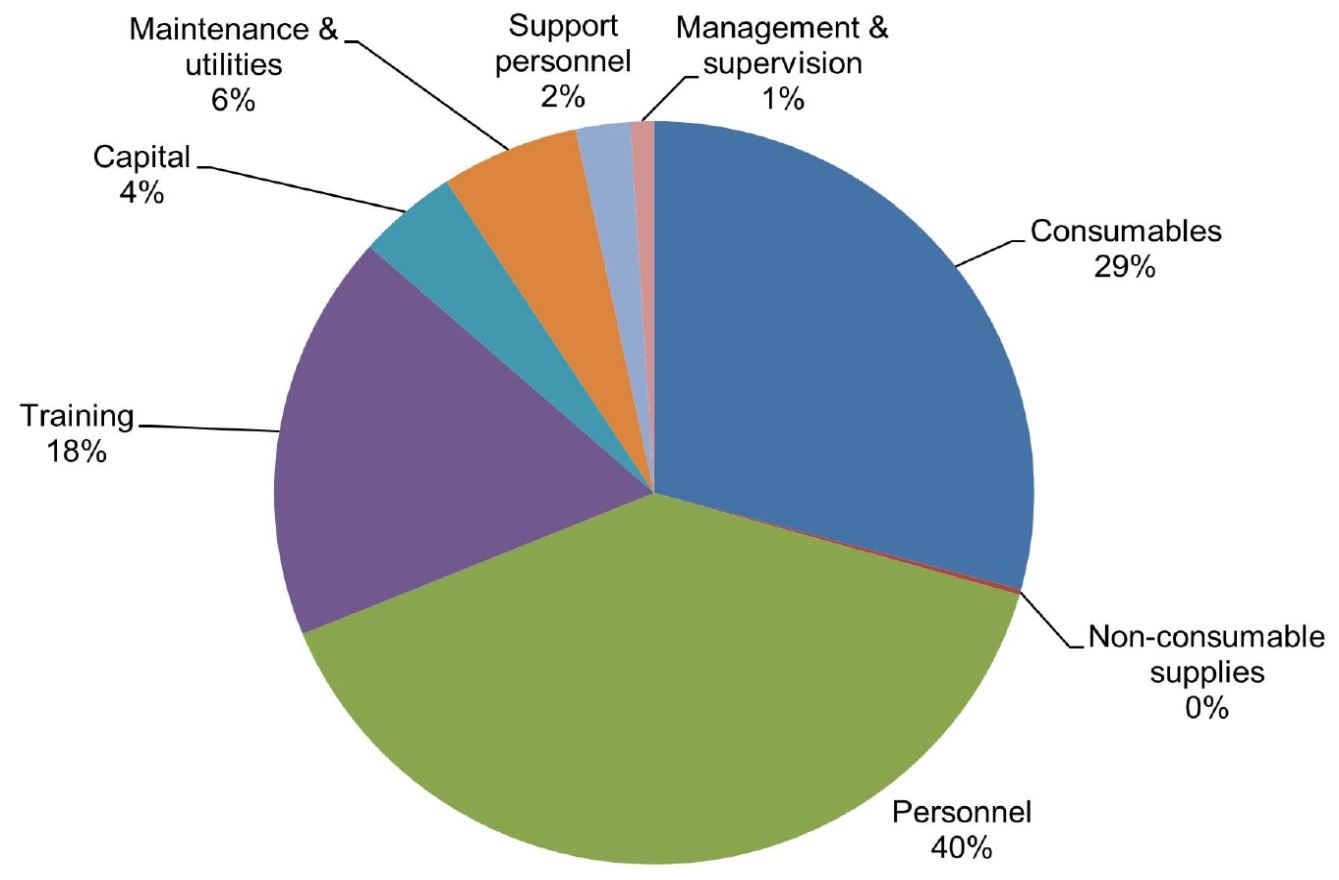 Maintenance &
utilities
6%
Support
personnel
2%
Management &
supervision
1%
Capital
4%
Consumables
29%
Training
18%
Non-consumable
supplies
0%
Personnel
40%